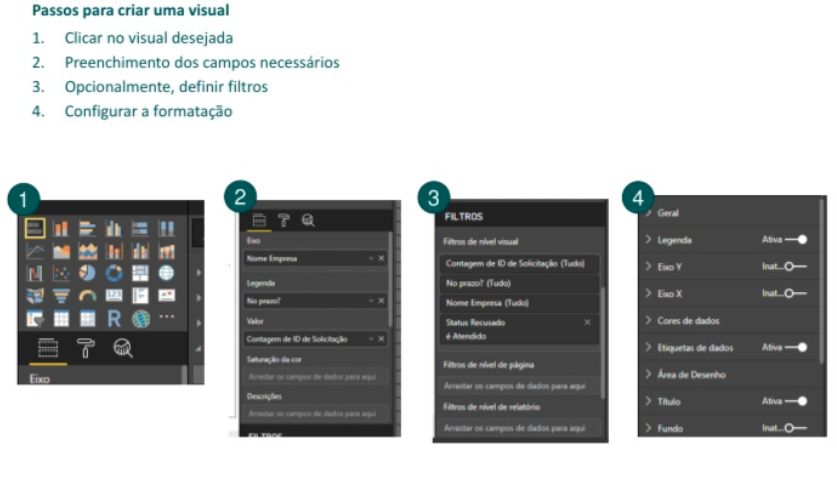 Passos para criar uma visual
1. Clicar no visual desejada
2. Preenchimento dos campos necessários
3. Opcionalmente, definir filtros
4. Configurar a formatação
1
R
Eixo
2
Eixo
Nome Empresa
Legenda
No prazo?
Valor
Contagem de ID de Solicitação
Saturação da cor
Arrastar os campos de dados para aqui
Descrições
Arrastar os campos de dados para aqui
FILTROS
3
FILTROS
Filtros de nível visual
Contagem de ID de Solicitação (Tudo)
No prazo? (Tudo)
Nome Empresa (Tudo)
Status Recusado
é Atendido
Filtros de nível de página
Arrastar os campos de dados para aqui
Filtros de nível de relatório
Arrastar os campos de dados para aqui
4
Geral
Legenda Ativa
Eixo Y Inat...
Eixo X Inat...
Cores de dados
Etiquetas de dados Ativa
Área de Desenho
Título Ativa
Fundo Inat...